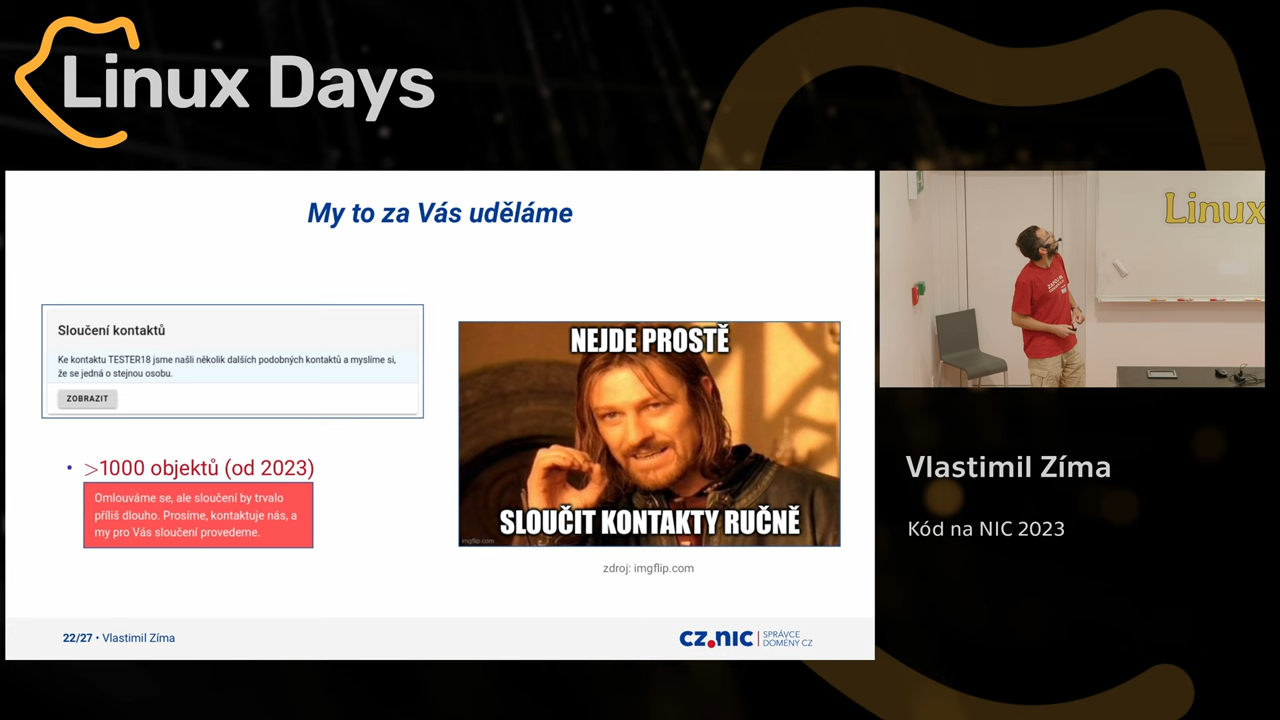 Linux Days
My to za Vás uděláme
Sloučení kontaktů
Ke kontaktu TESTER18 jsme našli několik dalších podobných kontaktů a myslíme si,
že se jedná o stejnou osobu.
ZOBRAZIT
• >1000 objektů (od 2023)
Omlouváme se, ale sloučení by trvalo
příliš dlouho. Prosíme, kontaktuje nás, a
my pro Vás sloučení provedeme.
NEJDE PROSTĚ
SLOUČIT KONTAKTY RUČNĚ
imgflip.com
zdroj: imgflip.com
22/27 • Vlastimil Zíma
CZ.NIC | SPRÁVCE
DOMÉNY CZ
Linux
Vlastimil Zíma
Kód na NIC 2023